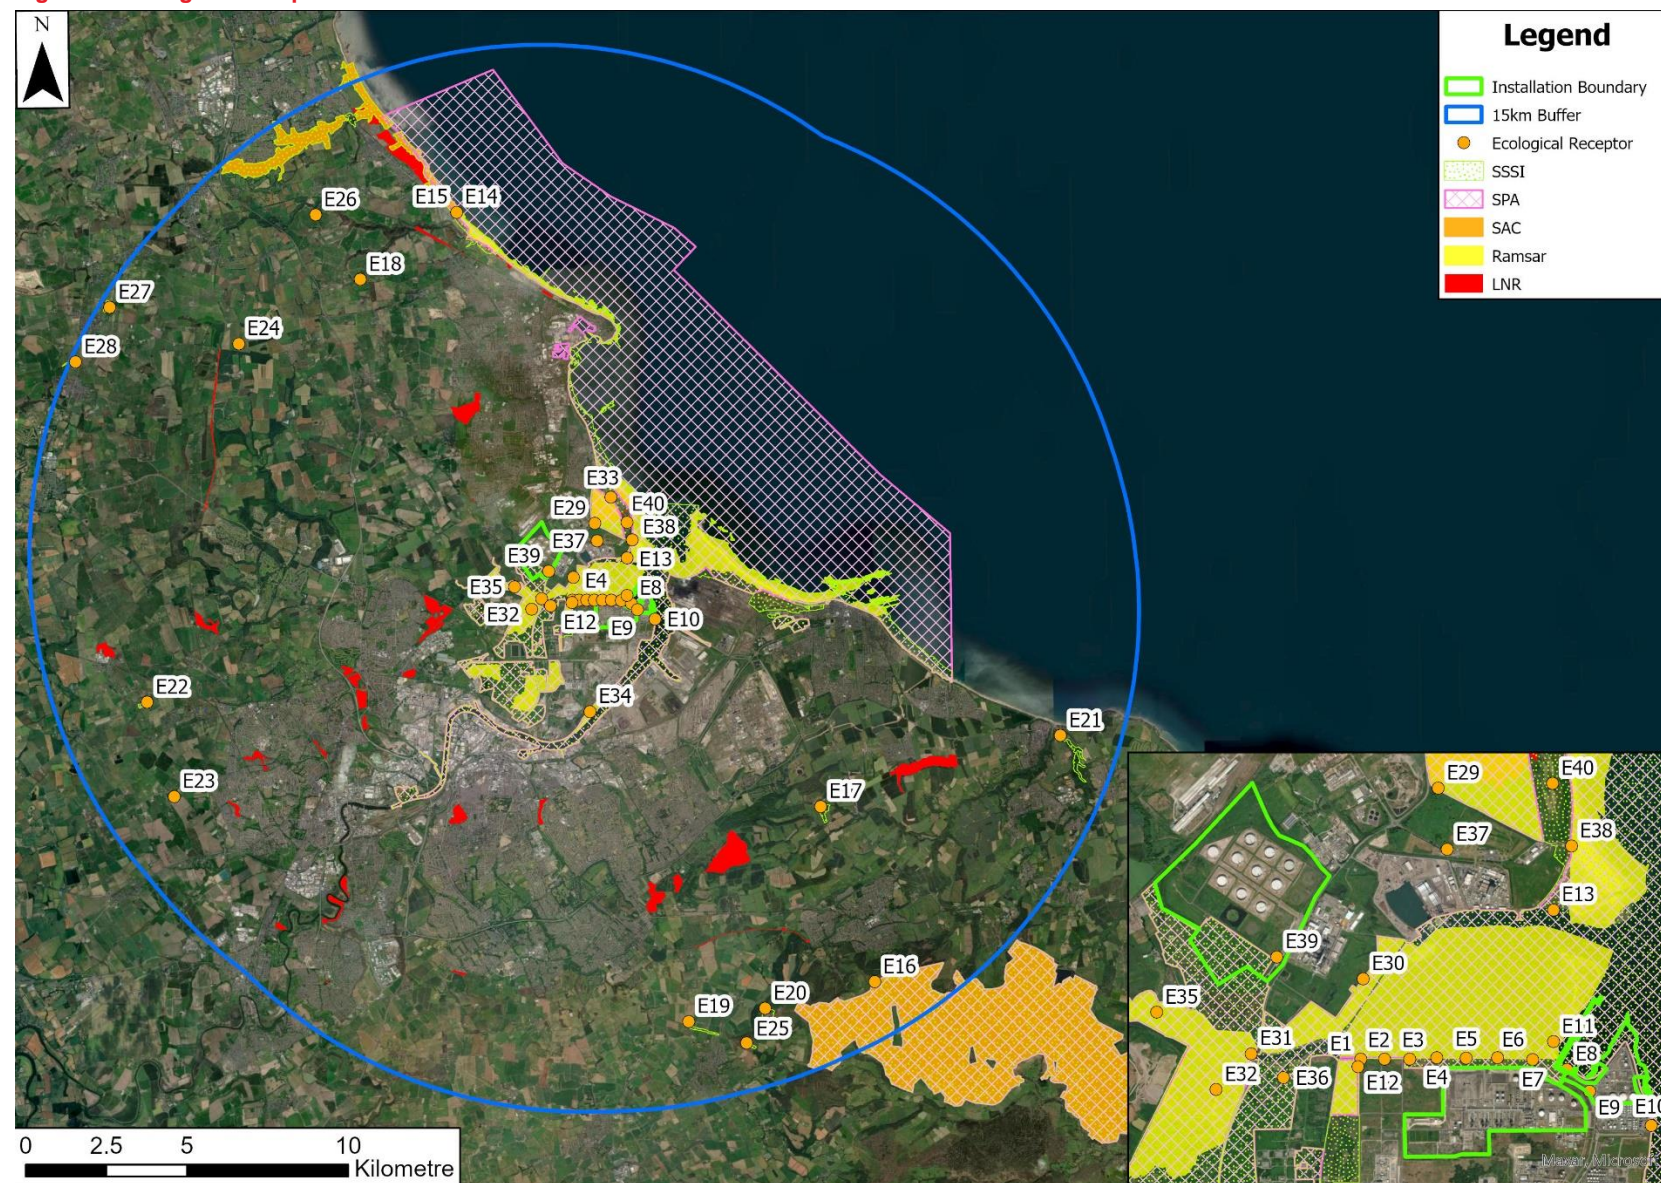 N
Legend
Installation Boundary
15km Buffer
Ecological Receptor
SSSI
SPA
SAC
Ramsar
LNR
E26
E15
E14
E18
E27
E24
E28
E33
E29
E40
E38
E37
E39
E13
E4
E35
E8
E32
E12
E9
E10
E22
E34
E21
E23
E17
E16
E19
E20
E25
E29
E40
E37
E38
E13
E39
E30
E35
E11
E31
E1
E2
E3
E5
E6
E8
E32
E36
E12
E4
E7
E9
E10
Maxar, Microsoft
0 2.5 5 10
Kilometre